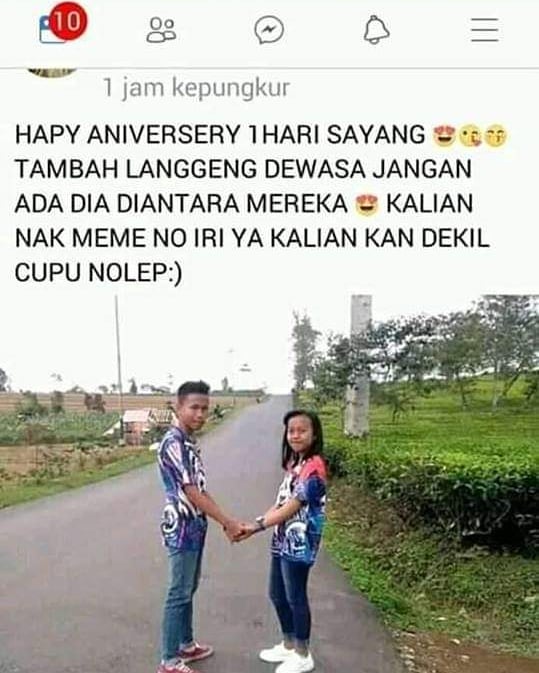 10
1 jam kepungkur
HAPY ANIVERSERY 1HARI SAYANG 😍😘😙
TAMBAH LANGGENG DEWASA JANGAN
ADA DIA DIANTARA MEREKA 😍 KALIAN
NAK MEME NO IRI YA KALIAN KAN DEKIL
CUPU NOLEP:)